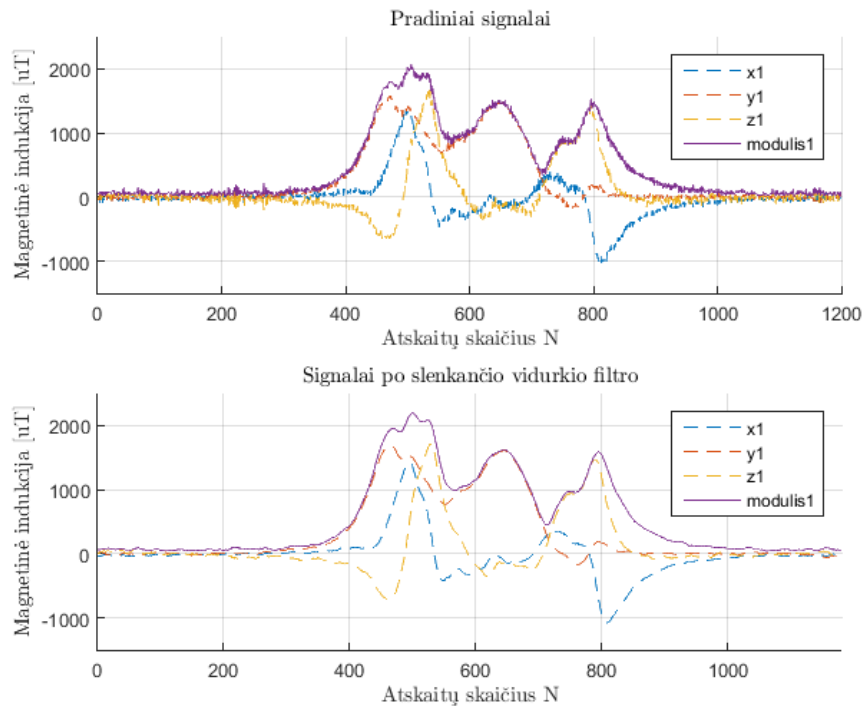 Pradiniai signalai
Magnetinė indukcija [uT]
2000
1000
0
-1000
x1
y1
z1
modulis1
0 200 400 600 800 1000 1200
Atskaitų skaičius N
Signalai po slenkančio vidurkio filtro
Magnetinė indukcija [uT]
2000
1000
0
-1000
x1
y1
z1
modulis1
0 200 400 600 800 1000
Atskaitų skaičius N